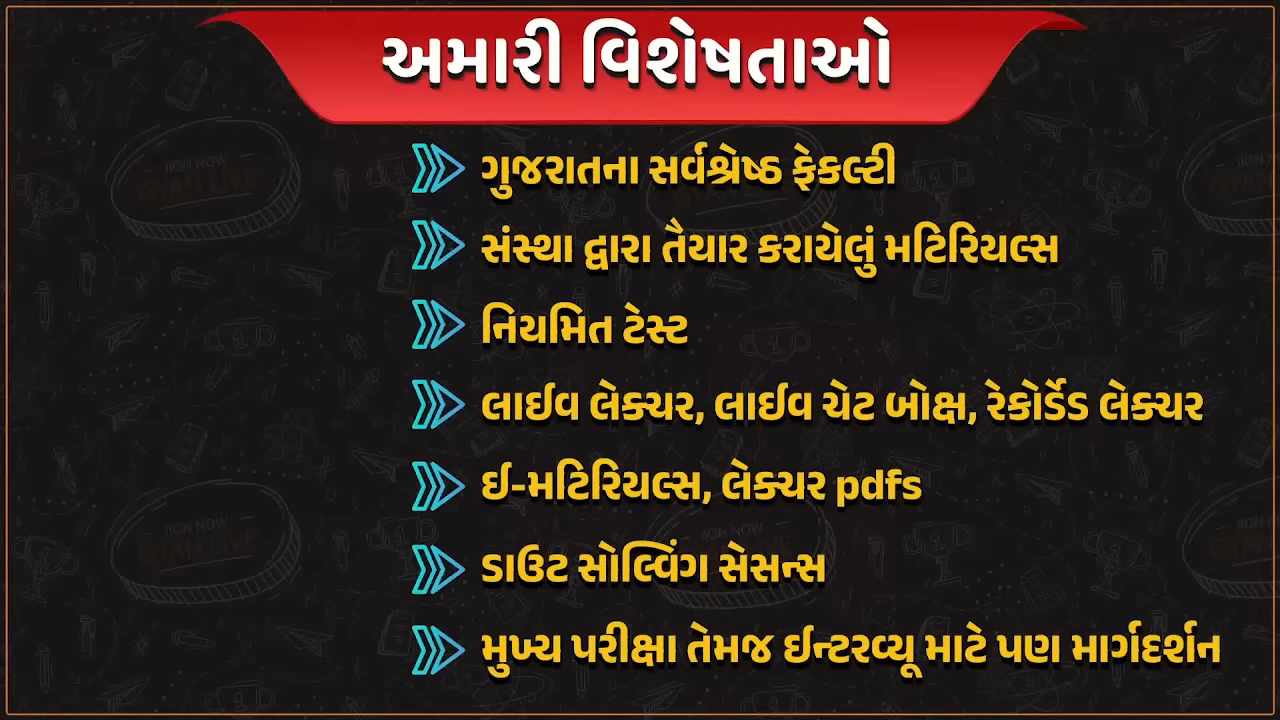 અમારી વિશેષતાઓ
ગુજરાતના સર્વશ્રેષ્ઠ ફેકલ્ટી
સંસ્થા દ્વારા તૈયાર કરાયેલું મટિરિયલ્સ
નિયમિત ટેસ્ટ
લાઈવ લેક્ચર, લાઈવ ચેટ બોક્ષ, રેકોર્ડેડ લેક્ચર
ઈ-મટિરિયલ્સ, લેક્ચર pdfs
ડાઉટ સોલ્વિંગ સેસન્સ
મુખ્ય પરીક્ષા તેમજ ઈન્ટરવ્યૂ માટે પણ માર્ગદર્શન